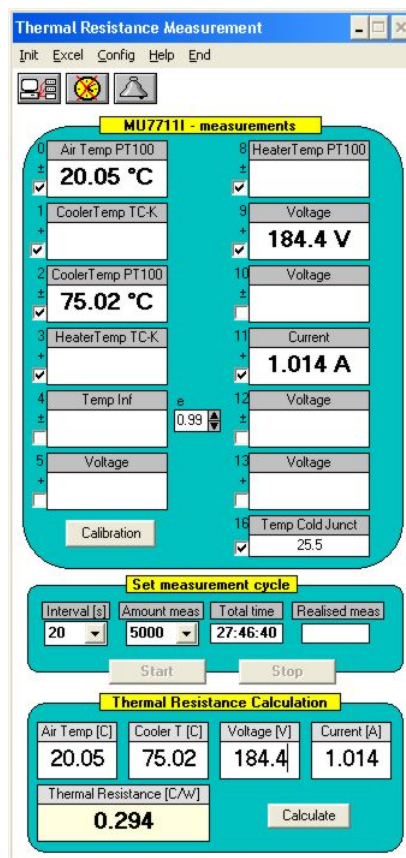 Thermal Resistance Measurement
Init Excel Config Help End
MU7711I - measurements
0 Air Temp PT100
±
20.05 °C
8 HeaterTemp PT100
±
1 CoolerTemp TC-K
+
9 Voltage
+
184.4 V
2 CoolerTemp PT100
±
75.02 °C
10 Voltage
±
3 HeaterTemp TC-K
+
11 Current
+
1.014 A
4 Temp Inf
±
e
0.99
12 Voltage
±
5 Voltage
+
13 Voltage
+
Calibration
16 Temp Cold Junct
25.5
Set measurement cycle
Interval [s] Amount meas Total time Realised meas
20 5000 27:46:40
Start Stop
Thermal Resistance Calculation
Air Temp [C] Cooler T [C] Voltage [V] Current [A]
20.05 75.02 184.4 1.014
Thermal Resistance [C/W]
0.294
Calculate